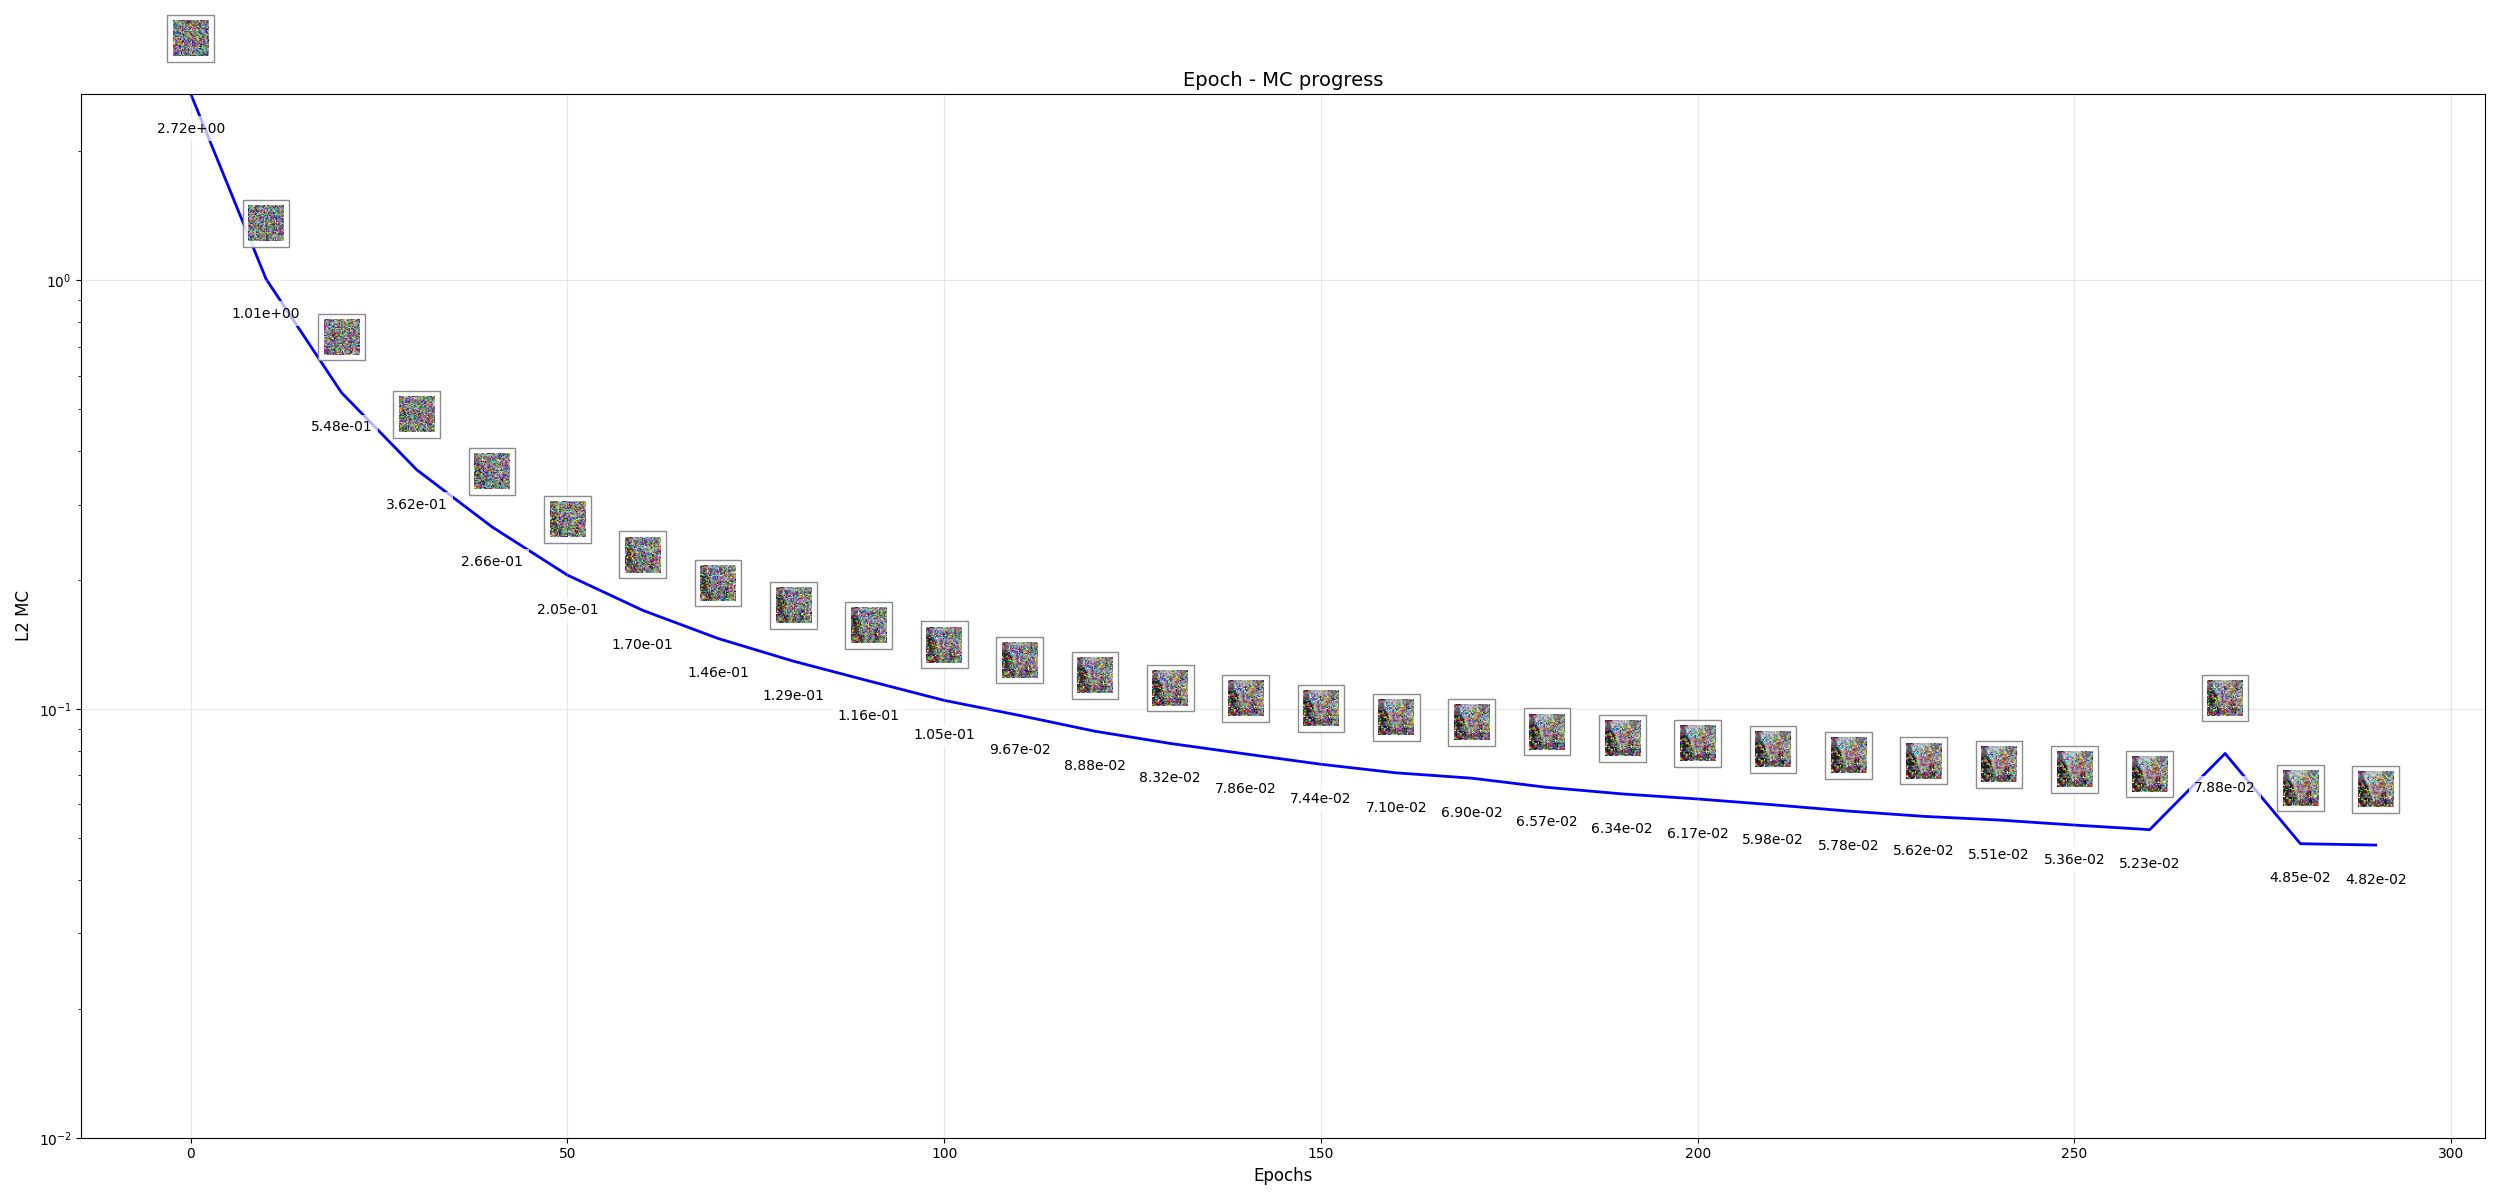 Epoch - MC progress
2.72e+00
1.01e+00
5.48e-01
3.62e-01
2.66e-01
2.05e-01
1.70e-01
1.46e-01
1.29e-01
1.16e-01
1.05e-01
9.67e-02
8.88e-02
8.32e-02
7.86e-02
7.44e-02
7.10e-02
6.90e-02
6.57e-02
6.34e-02
6.17e-02
5.98e-02
5.78e-02
5.62e-02
5.51e-02
5.36e-02
5.23e-02
7.88e-02
4.85e-02
4.82e-02
L2 MC
10⁰
10⁻¹
10⁻²
0 50 100 150 200 250 300
Epochs